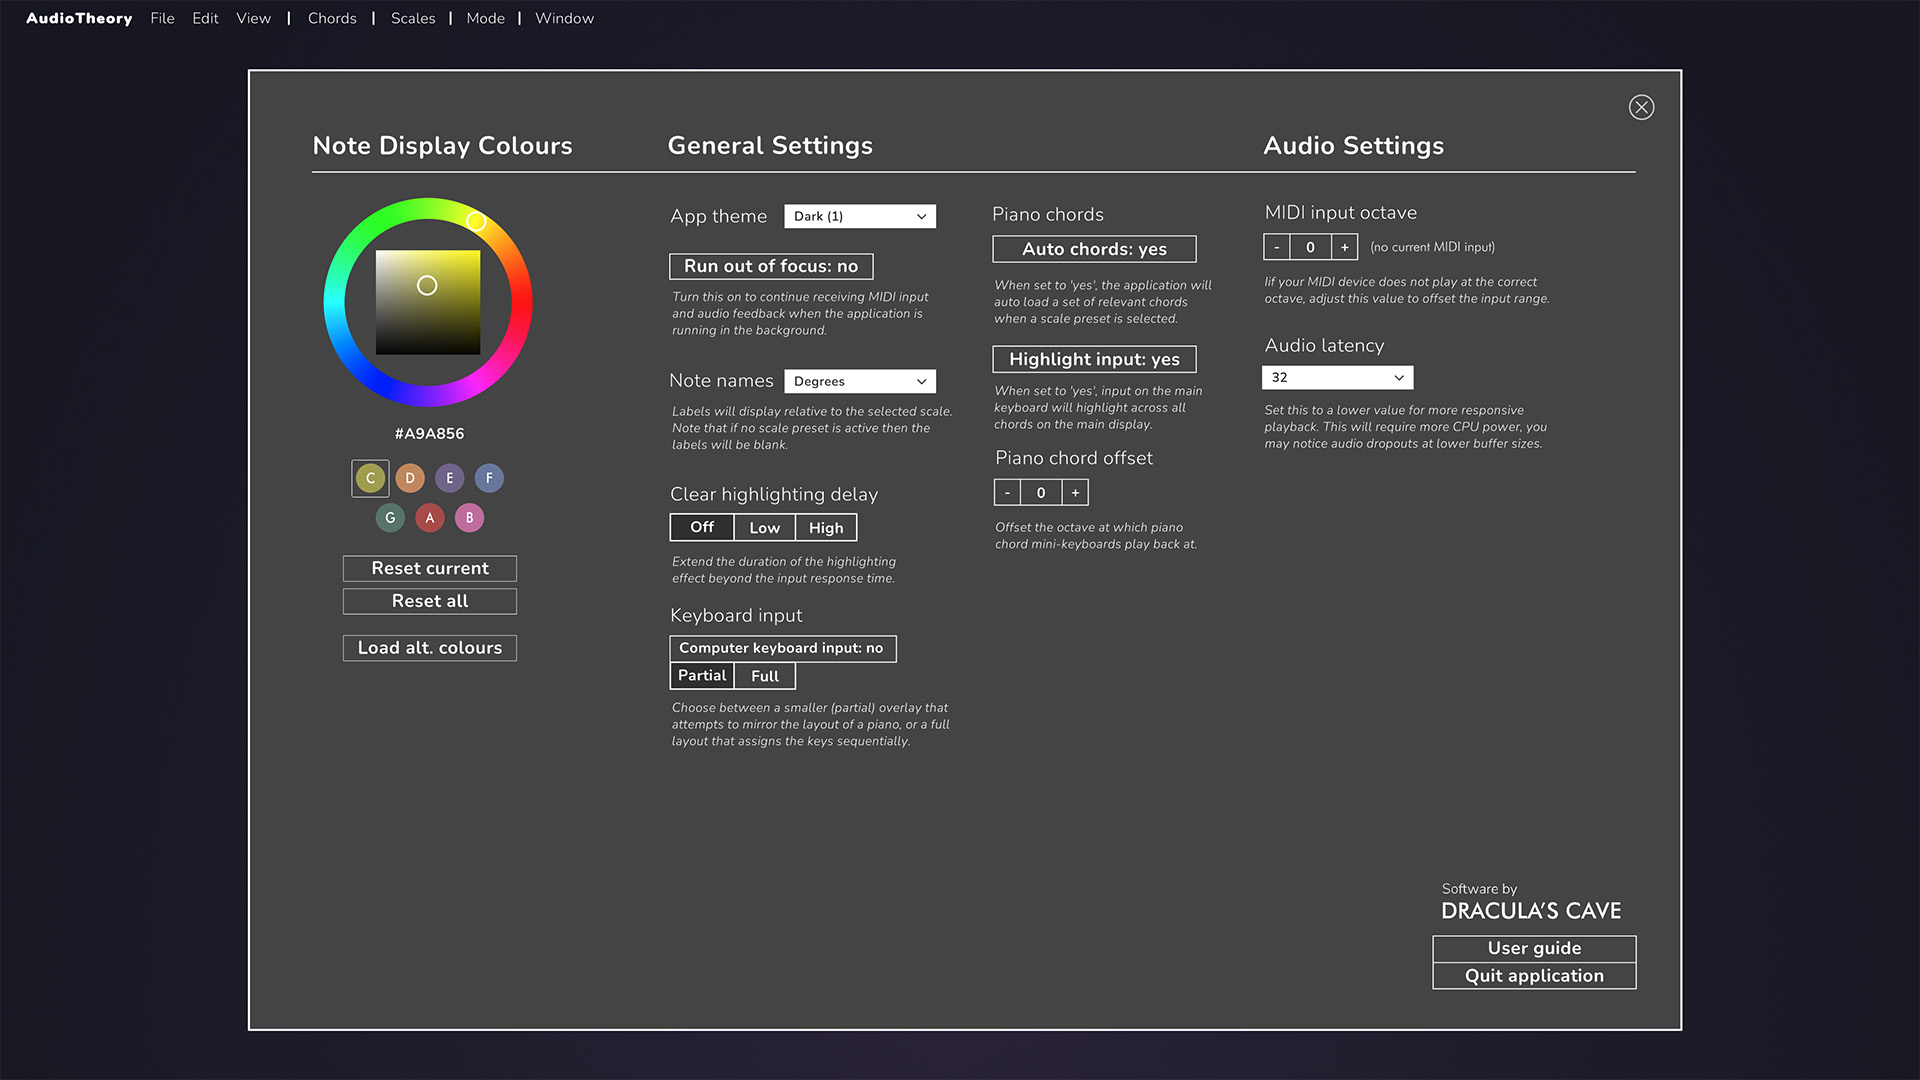 AudioTheory File Edit View | Chords | Scales | Mode | Window
Note Display Colours
#A9A856
C D E F
G A B
Reset current
Reset all
Load alt. colours
General Settings
App theme Dark (1)
Run out of focus: no
Turn this on to continue receiving MIDI input
and audio feedback when the application is
running in the background.
Note names Degrees
Labels will display relative to the selected scale.
Note that if no scale preset is active then the
labels will be blank.
Clear highlighting delay
Off Low High
Extend the duration of the highlighting
effect beyond the input response time.
Keyboard input
Computer keyboard input: no
Partial Full
Choose between a smaller (partial) overlay that
attempts to mirror the layout of a piano, or a full
layout that assigns the keys sequentially.
Piano chords
Auto chords: yes
When set to 'yes', the application will
auto load a set of relevant chords
when a scale preset is selected.
Highlight input: yes
When set to 'yes', input on the main
keyboard will highlight across all
chords on the main display.
Piano chord offset
- 0 +
Offset the octave at which piano
chord mini-keyboards play back at.
Audio Settings
MIDI input octave
- 0 + (no current MIDI input)
Iif your MIDI device does not play at the correct
octave, adjust this value to offset the input range.
Audio latency
32
Set this to a lower value for more responsive
playback. This will require more CPU power, you
may notice audio dropouts at lower buffer sizes.
Software by
DRACULA'S CAVE
User guide
Quit application